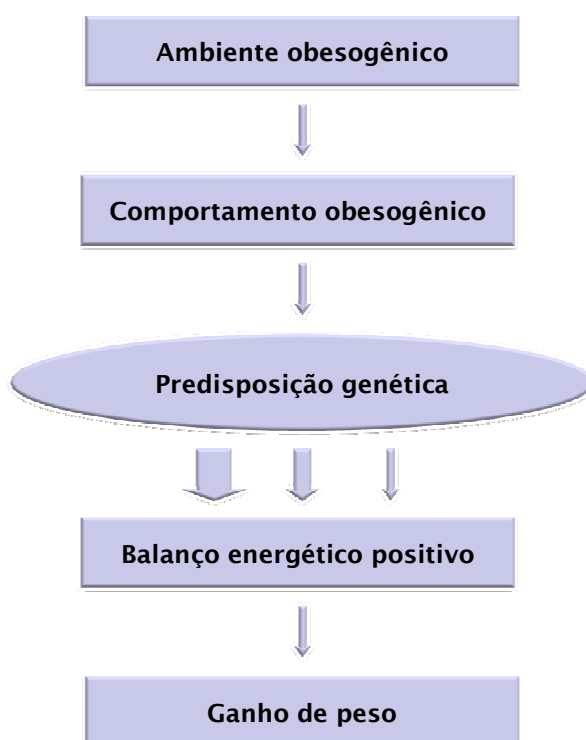 Ambiente obesogênico
Comportamento obesogênico
Predisposição genética
Balanço energético positivo
Ganho de peso